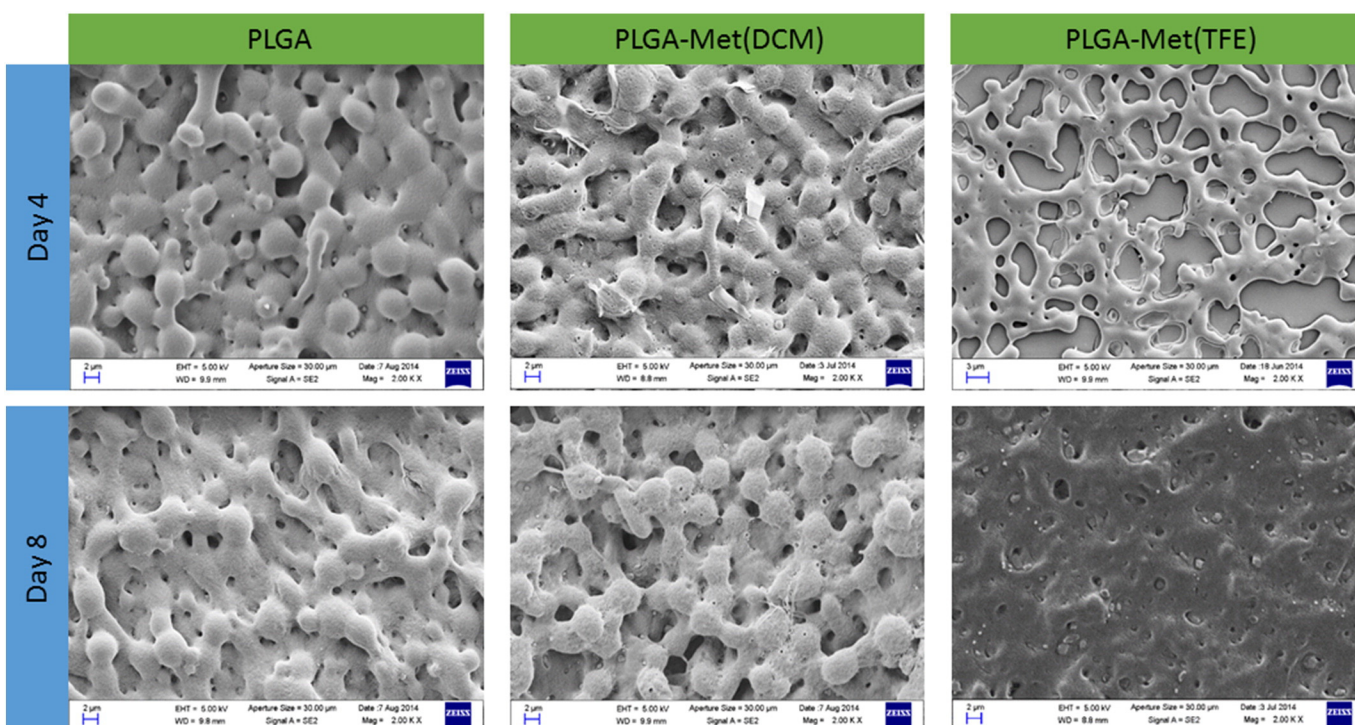 PLGA
PLGA-Met(DCM)
PLGA-Met(TFE)
Day 4
2 µm
EHT = 5.00 kV
Aperture Size = 30.00 µm
Date :7 Aug 2014
WD = 9.9 mm
Signal A = SE2
Mag = 2.00 K X
ZEISS
2 µm
EHT = 5.00 kV
Aperture Size = 30.00 µm
Date :3 Jul 2014
WD = 8.8 mm
Signal A = SE2
Mag = 2.00 K X
ZEISS
3 µm
EHT = 5.00 kV
Aperture Size = 30.00 µm
Date :18 Jun 2014
WD = 9.9 mm
Signal A = SE2
Mag = 2.00 K X
ZEISS
Day 8
2 µm
EHT = 5.00 kV
Aperture Size = 30.00 µm
Date :7 Aug 2014
WD = 9.8 mm
Signal A = SE2
Mag = 2.00 K X
ZEISS
2 µm
EHT = 5.00 kV
Aperture Size = 30.00 µm
Date :7 Aug 2014
WD = 9.9 mm
Signal A = SE2
Mag = 2.00 K X
ZEISS
2 µm
EHT = 5.00 kV
Aperture Size = 30.00 µm
Date :3 Jul 2014
WD = 8.8 mm
Signal A = SE2
Mag = 2.00 K X
ZEISS